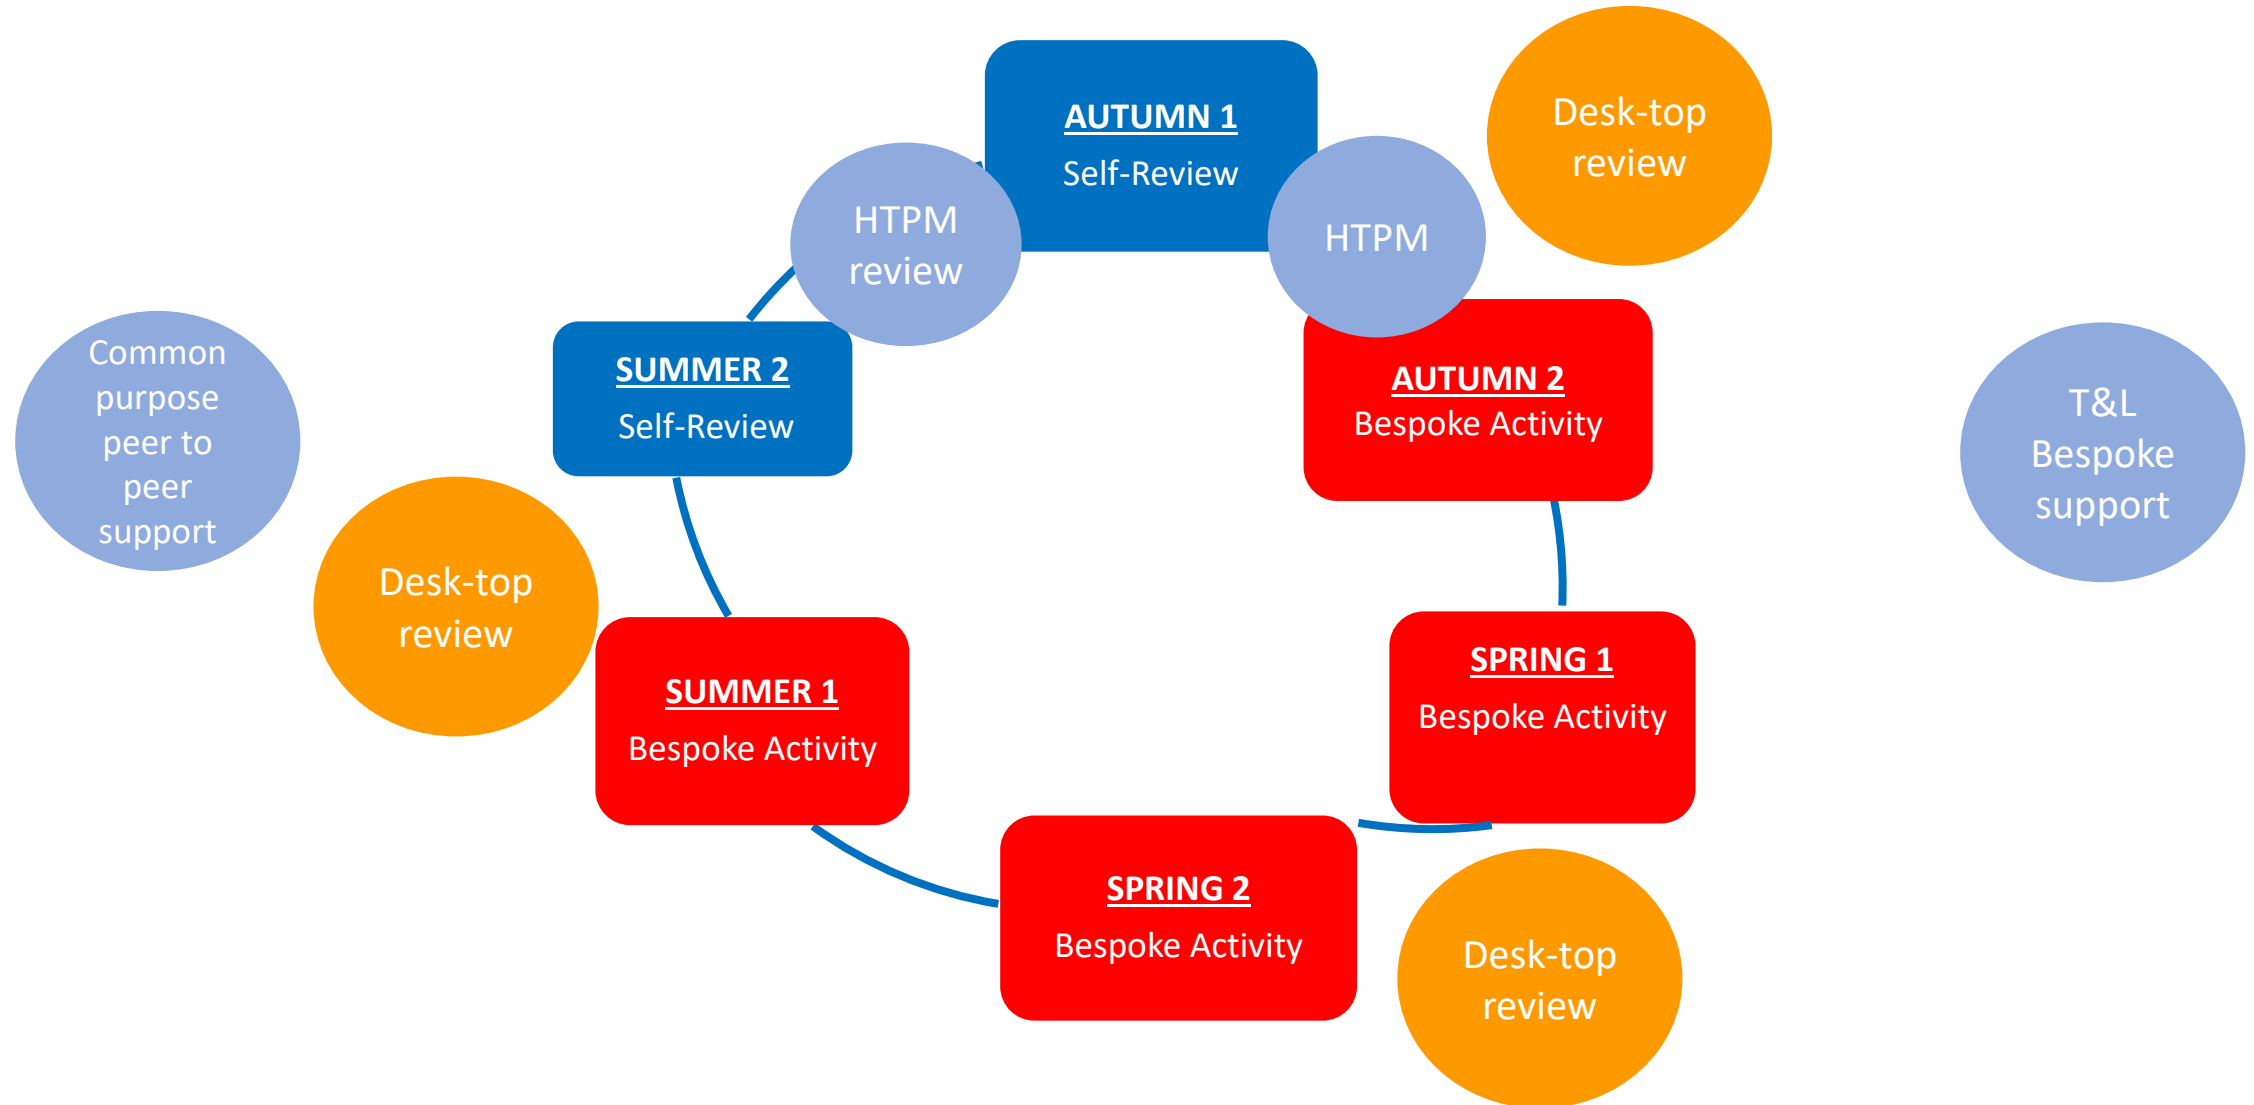 AUTUMN 1
Self-Review
Desk-top
review
HTPM
review
HTPM
Common
purpose
peer to
peer
support
SUMMER 2
Self-Review
AUTUMN 2
Bespoke Activity
T&L
Bespoke
support
Desk-top
review
SUMMER 1
Bespoke Activity
SPRING 1
Bespoke Activity
SPRING 2
Bespoke Activity
Desk-top
review